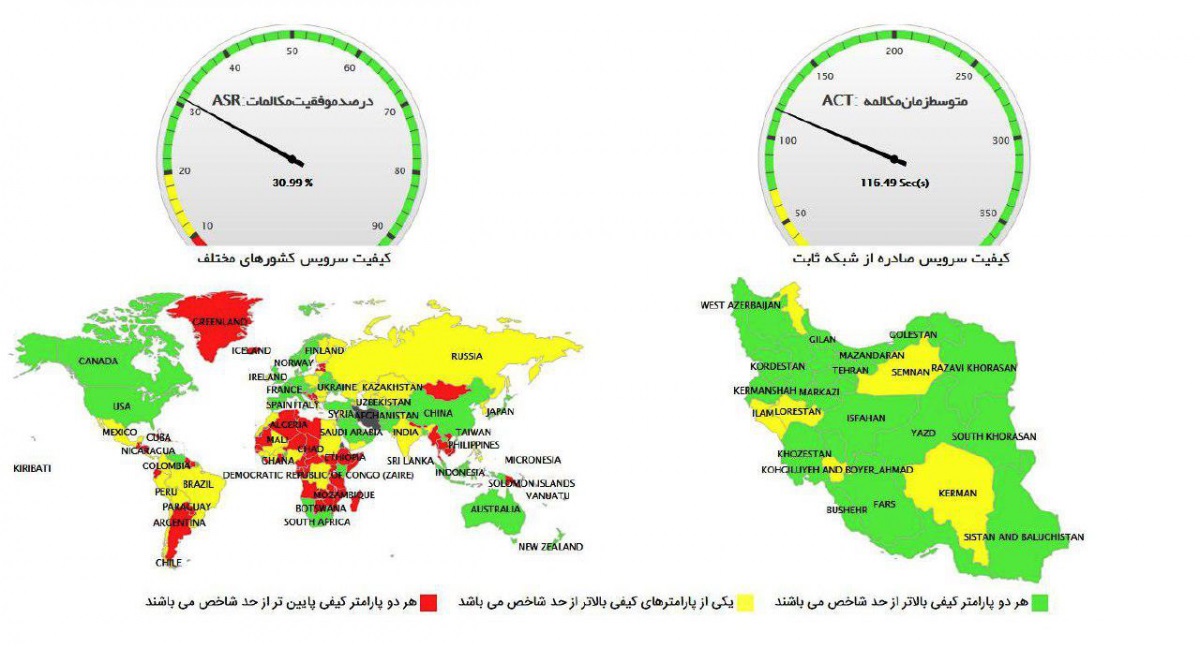 50
40
60
درصدموفقیت‌مکالمات: ASR
30
70
20
80
30.99 %
10
90
200
150
250
متوسط‌زمان‌مکالمه: ACT
100
300
116.49 Sec(s)
50
350
کیفیت سرویس کشورهای مختلف
کیفیت سرویس صادره از شبکه ثابت
GREENLAND
ICELAND
FINLAND
NORWAY
RUSSIA
CANADA
IRELAND
FRANCE
UKRAINE
KAZAKHSTAN
USA
SPAIN
ITALY
UZBEKISTAN
SYRIA
AFGHANISTAN
CHINA
JAPAN
MEXICO
CUBA
ALGERIA
SAUDI ARABIA
INDIA
TAIWAN
NICARAGUA
MALI
CHAD
PHILIPPINES
COLOMBIA
GHANA
ETHIOPIA
SRI LANKA
MICRONESIA
KIRIBATI
DEMOCRATIC REPUBLIC OF CONGO (ZAIRE)
INDONESIA
BRAZIL
SOLOMON ISLANDS
PERU
MOZAMBIQUE
VANUATU
PARAGUAY
BOTSWANA
AUSTRALIA
ARGENTINA
SOUTH AFRICA
NEW ZEALAND
CHILE
WEST AZERBAIJAN
GILAN
GOLESTAN
MAZANDARAN
KORDESTAN
TEHRAN
SEMNAN
RAZAVI KHORASAN
KERMANSHAH
MARKAZI
ILAM
LORESTAN
ISFAHAN
YAZD
SOUTH KHORASAN
KHOZESTAN
KOHGILUYEH AND BOYER_AHMAD
KERMAN
BUSHEHR
FARS
SISTAN AND BALUCHISTAN
هر دو پارامتر کیفی بالاتر از حد شاخص می باشند
یکی از پارامترهای کیفی بالاتر از حد شاخص می باشد
هر دو پارامتر کیفی پایین تر از حد شاخص می باشند